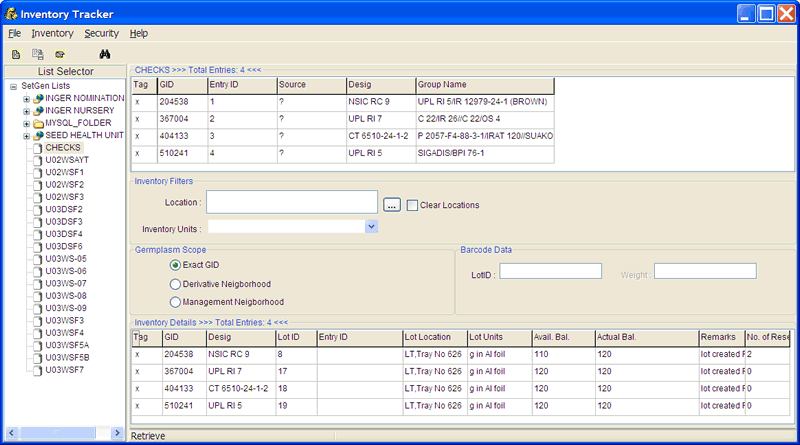 Inventory Tracker
File Inventory Security Help
List Selector
SetGen Lists
INGER NOMINATION
INGER NURSERY
MYSQL_FOLDER
SEED HEALTH UNIT
CHECKS
U02WSAYT
U02WSF1
U02WSF2
U02WSF3
U03DSF2
U03DSF3
U03DSF4
U03DSF6
U03WS-05
U03WS-06
U03WS-07
U03WS-08
U03WS-09
U03WSF3
U03WSF4
U03WSF5A
U03WSF5B
U03WSF7
CHECKS >>> Total Entries: 4 <<<
Tag GID Entry ID Source Desig Group Name
x 204538 1 ? NSIC RC 9 UPL RI 5/IR 12979-24-1 (BROWN)
x 367004 2 ? UPL RI 7 C 22/IR 26//C 22/OS 4
x 404133 3 ? CT 6510-24-1-2 P 2057-F4-88-3-1/IRAT 120//SUAKO
x 510241 4 ? UPL RI 5 SIGADIS/BPI 76-1
Inventory Filters
Location : ... Clear Locations
Inventory Units :
Germplasm Scope
Exact GID
Derivative Neigborhood
Management Neigborhood
Barcode Data
LotID : Weight :
Inventory Details >>> Total Entries: 4 <<<
Tag GID Desig Lot ID Entry ID Lot Location Lot Units Avail. Bal. Actual Bal. Remarks No. of Rese
x 204538 NSIC RC 9 8 LT,Tray No 626 g in Al foil 110 120 lot created F 2
x 367004 UPL RI 7 17 LT,Tray No 626 g in Al foil 120 120 lot created F 0
x 404133 CT 6510-24-1-2 18 LT,Tray No 626 g in Al foil 120 120 lot created F 0
x 510241 UPL RI 5 19 LT,Tray No 626 g in Al foil 120 120 lot created F 0
Retrieve